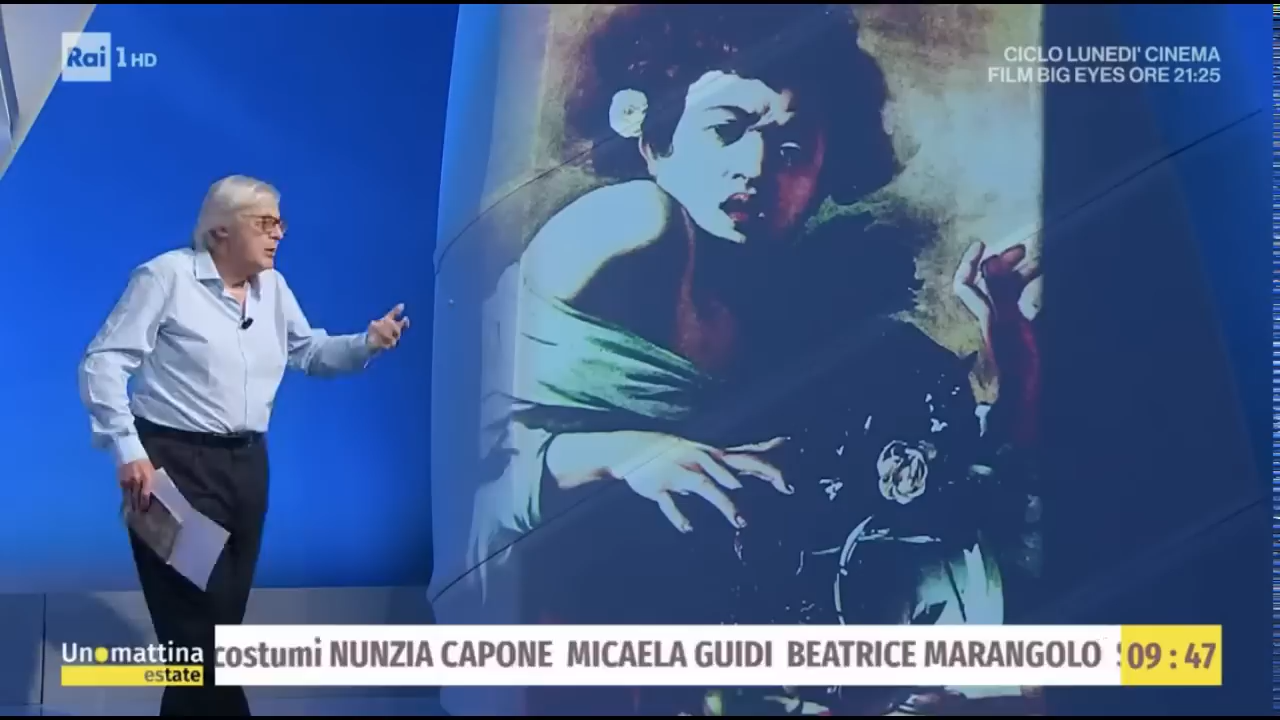 Rai 1 HD
CICLO LUNEDI' CINEMA
FILM BIG EYES ORE 21:25
Unomattina
estate
costumi NUNZIA CAPONE MICAELA GUIDI BEATRICE MARANGOLO
09 : 47